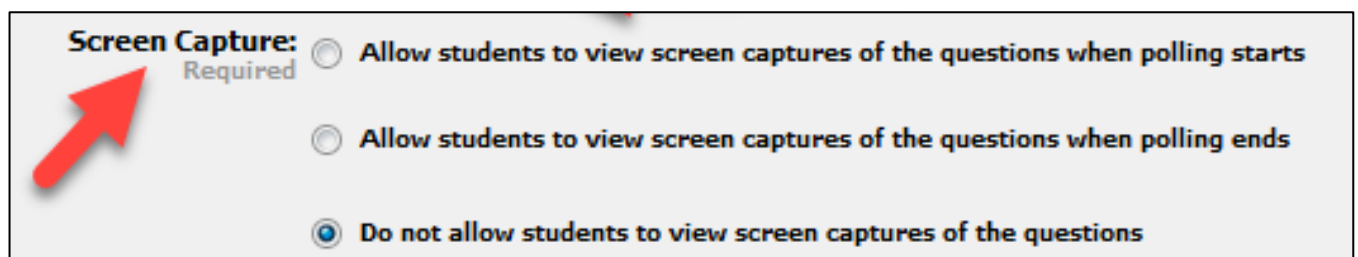 Screen Capture:
Required
Allow students to view screen captures of the questions when polling starts
Allow students to view screen captures of the questions when polling ends
Do not allow students to view screen captures of the questions